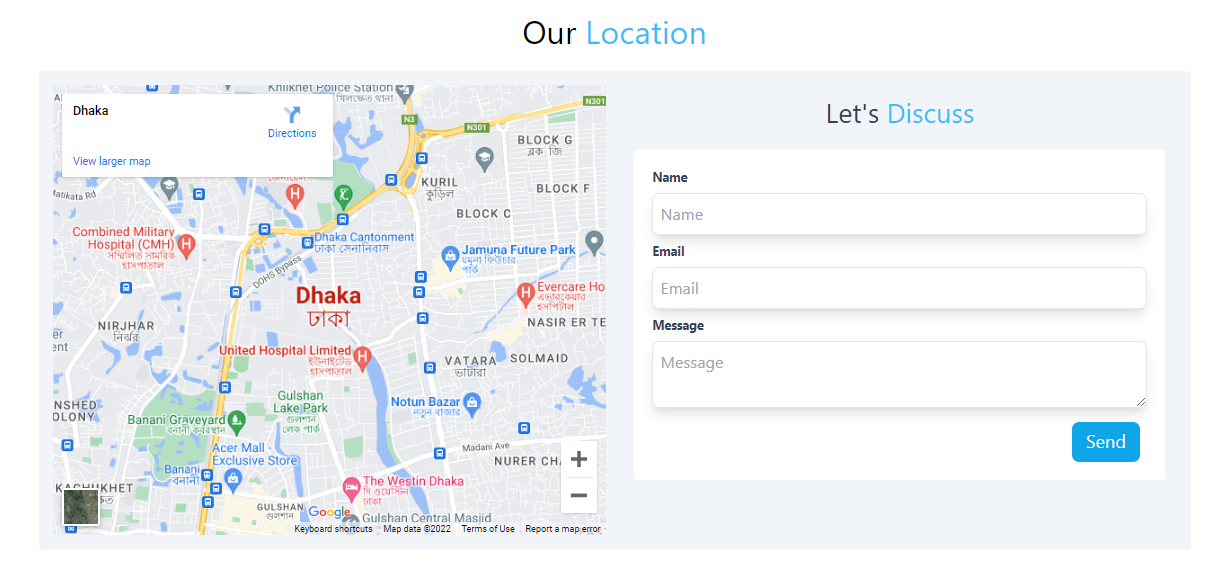 Our Location
Khilkhet Police Station
খিলক্ষেত থানা
Dhaka
Directions
View larger map
N301
N3
N301
BLOCK G
ব্লক জি
KURIL
কুড়িল
BLOCK F
BLOCK C
Matikata Rd
Combined Military
Hospital (CMH)
সম্মিলিত সামরিক
হাসপাতাল
Dhaka Cantonment
ঢাকা সেনানিবাস
Jamuna Future Park
যমুনা ফিউচার
পার্ক
DOHS Bypass
Dhaka
ঢাকা
Evercare Ho
এভারকেয়ার
হসপিটাল
NIRJHAR
নির্ঝর
NASIR ER TE
United Hospital Limited
ইউনাইটেড
হাসপাতাল
VATARA
ভাটারা
SOLMAID
Gulshan
Lake Park
গুলশান
লেক পার্ক
Notun Bazar
নতুন বাজার
NSHED
OLONY
Banani Graveyard
বনানী কবরস্থান
Acer Mall -
Exclusive Store
Madani Ave
NURER CHA
Banani
বনানী
KACHUKHET
The Westin Dhaka
দি ওয়েস্টিন
ঢাকা
GULSHAN
গুলশান
Google
Gulshan Central Masjid
Keyboard shortcuts
Map data ©2022
Terms of Use
Report a map error
Let's Discuss
Name
Name
Email
Email
Message
Message
Send